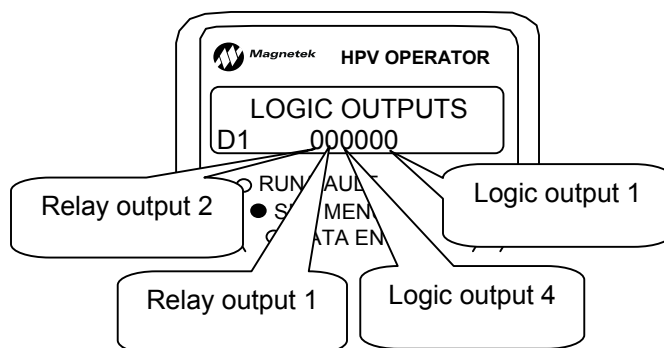 Magnetek HPV OPERATOR
LOGIC OUTPUTS
D1 000000
RUN
Relay output 2
Logic output 1
Relay output 1
Logic output 4